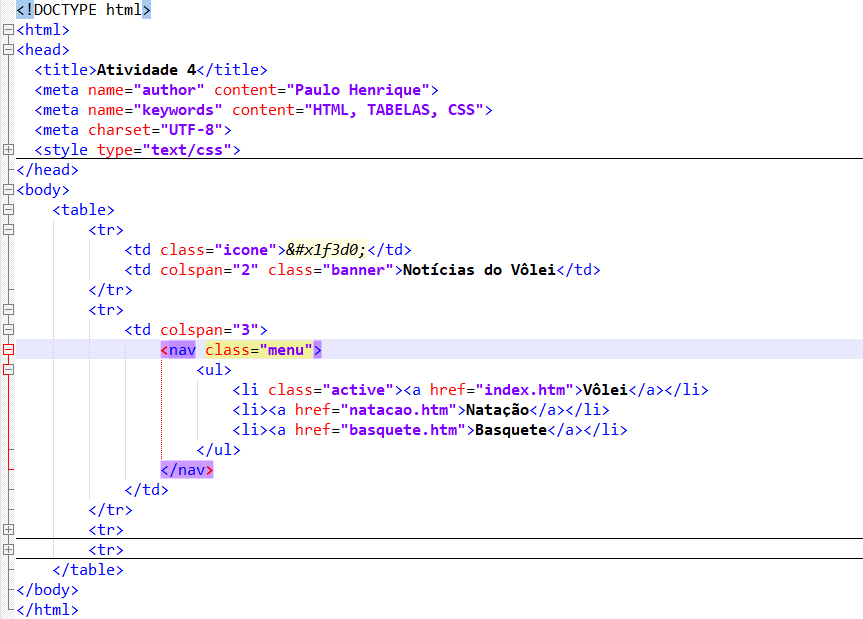 <!DOCTYPE html>
<html>
<head>
<title>Atividade 4</title>
<meta name="author" content="Paulo Henrique">
<meta name="keywords" content="HTML, TABELAS, CSS">
<meta charset="UTF-8">
<style type="text/css">
</head>
<body>
<table>
<tr>
<td class="icone">&#x1f3d0;</td>
<td colspan="2" class="banner">Notícias do Vôlei</td>
</tr>
<tr>
<td colspan="3">
<nav class="menu">
<ul>
<li class="active"><a href="index.htm">Vôlei</a></li>
<li><a href="natacao.htm">Natação</a></li>
<li><a href="basquete.htm">Basquete</a></li>
</ul>
</nav>
</td>
</tr>
<tr>
<tr>
</table>
</body>
</html>